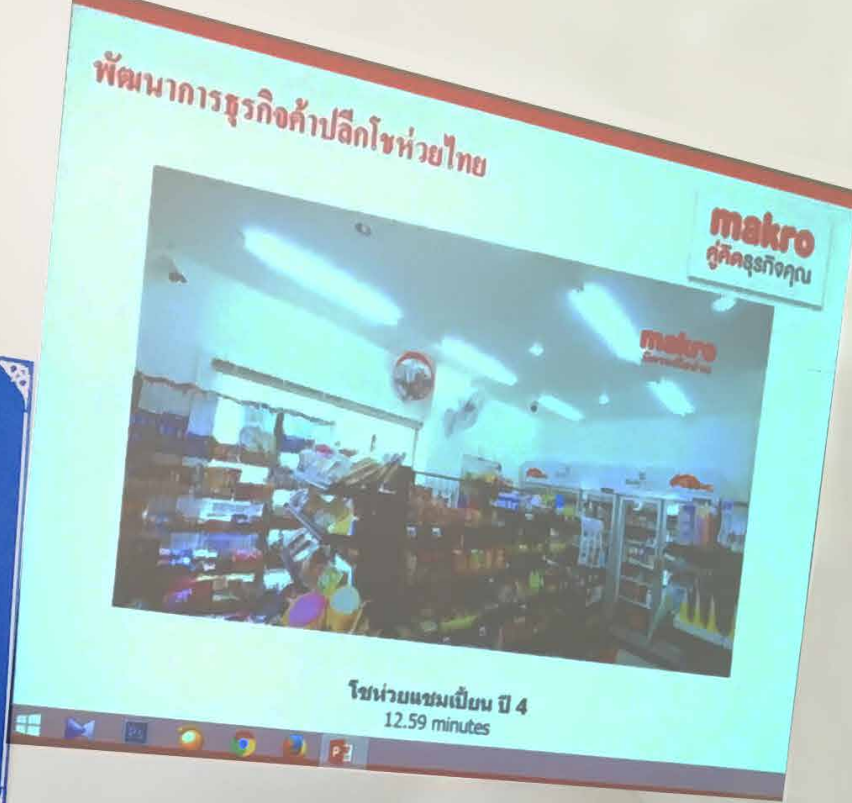 พัฒนาการธุรกิจค้าปลีกโชห่วยไทย
makro
คู่คิดธุรกิจคุณ
makro
โชห่วยแชมเปี้ยน ปี 4
12.59 minutes